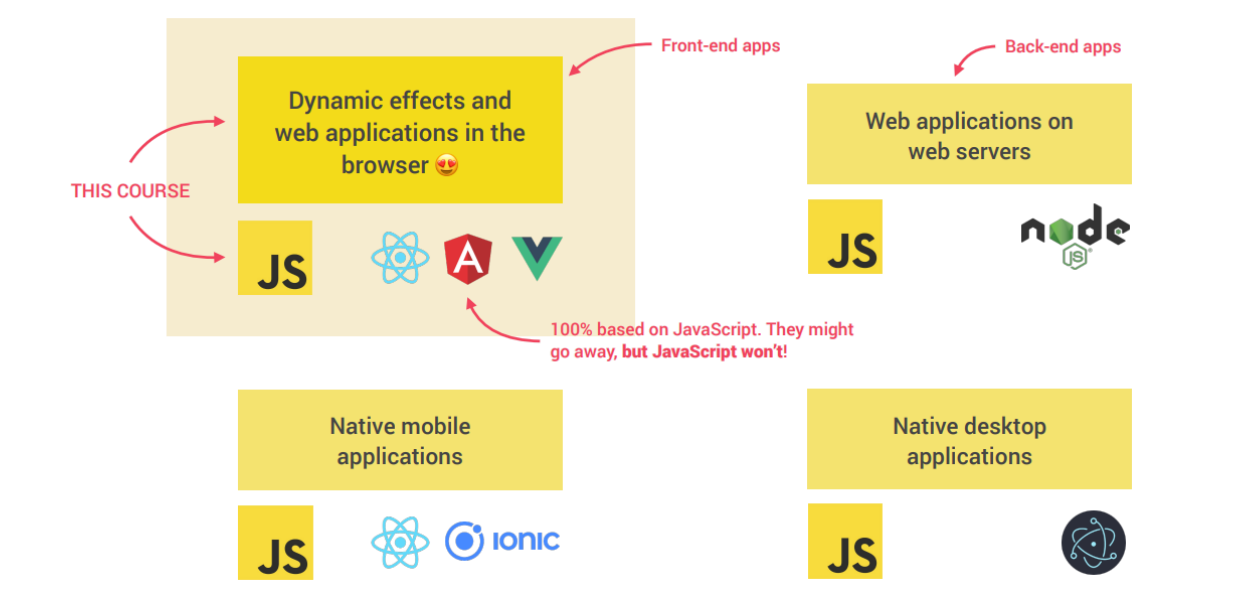 Front-end apps
Dynamic effects and
web applications in the
browser 😍
THIS COURSE
JS
100% based on JavaScript. They might
go away, but JavaScript won't!
Back-end apps
Web applications on
web servers
JS
node
JS
Native mobile
applications
JS
IONIC
Native desktop
applications
JS